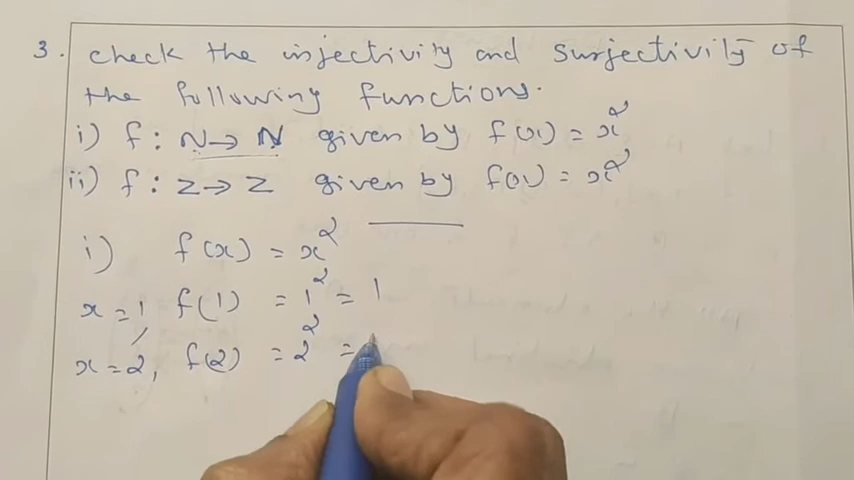 3. check the injectivity and surjectivity of
the following functions.
i) f : N → N given by f(x) = x²
ii) f : Z → Z given by f(x) = x²
i) f(x) = x²
x = 1, f(1) = 1² = 1
x = 2, f(2) = 2² =